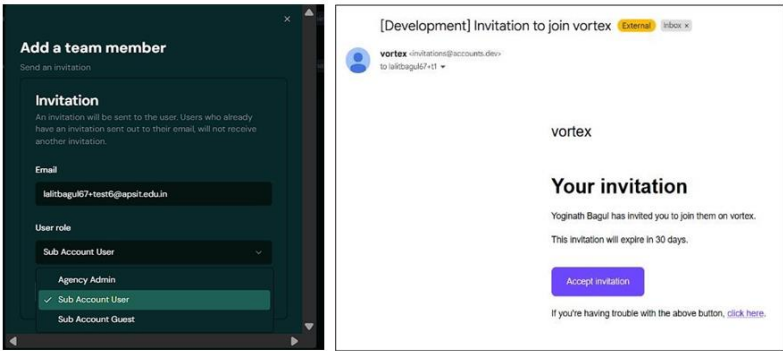 Add a team member
Send an invitation
Invitation
An invitation will be sent to the user. Users who already
have an invitation sent out to their email, will not receive
another invitation.
Email
lalitbagul67+test6@apsit.edu.in
User role
Sub Account User
Agency Admin
Sub Account User
Sub Account Guest
[Development] Invitation to join vortex External Inbox ×
vortex <invitations@accounts.dev>
to lalitbagul67+t1
vortex
Your invitation
Yoginath Bagul has invited you to join them on vortex.
This invitation will expire in 30 days.
Accept invitation
If you're having trouble with the above button, click here.